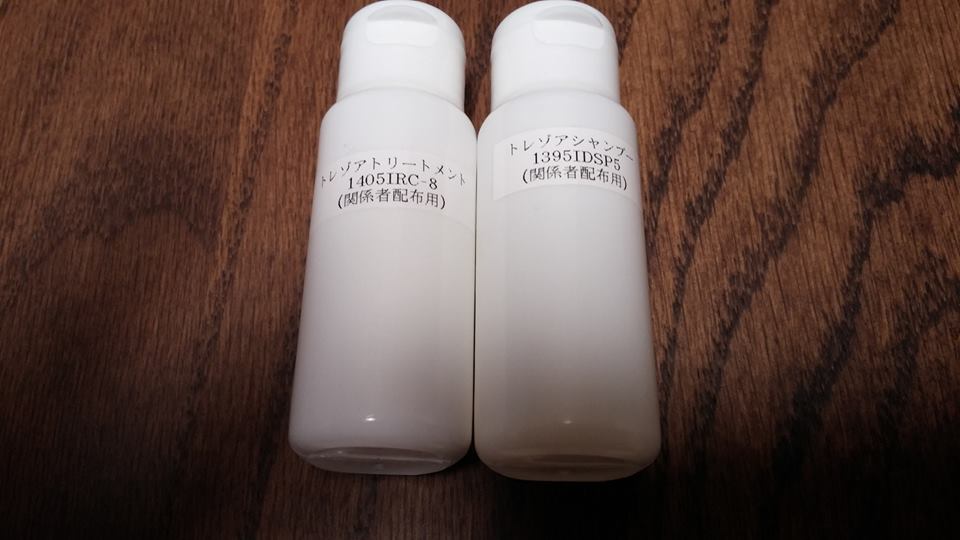 トレゾアトリートメント
1405IRC-8
(関係者配布用)
トレゾアシャンプー
1395IDSP5
(関係者配布用)